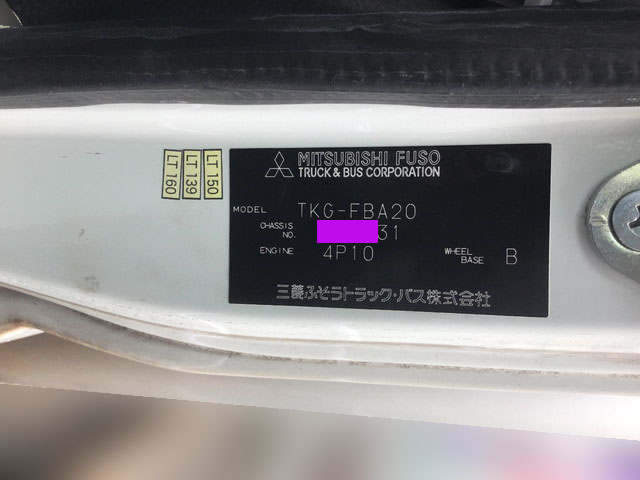 MITSUBISHI FUSO
TRUCK & BUS CORPORATION
MODEL TKG-FBA20
CHASSIS NO. 31
ENGINE 4P10 WHEEL BASE B
三菱ふそうトラック・バス株式会社
LT 150
LT 139
LT 160